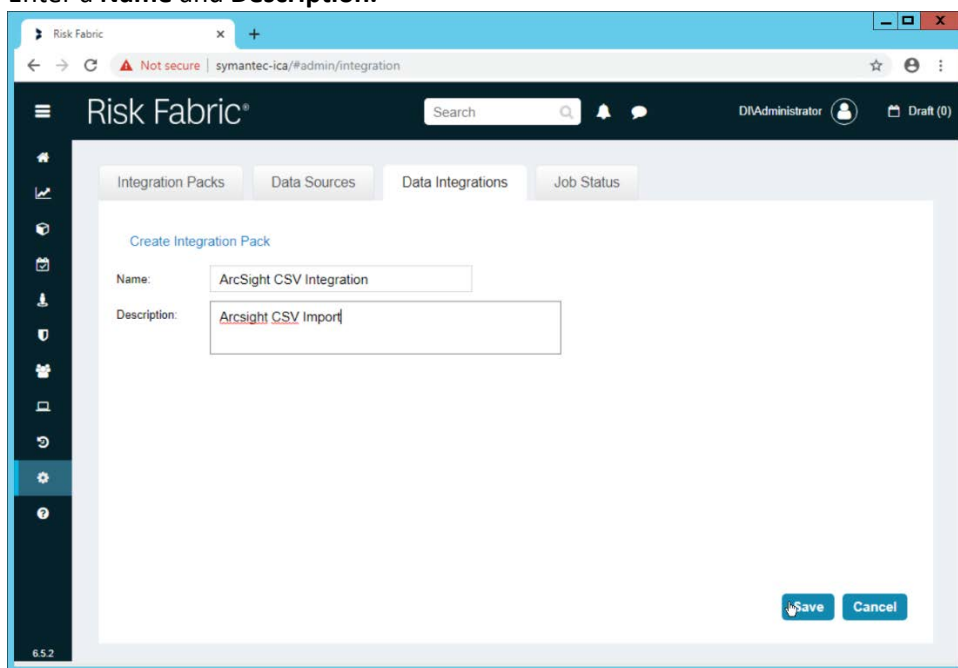 Enter a Name and Description.
Risk Fabric
Not secure | symantec-ica/#admin/integration
Risk Fabric®
Search
DI\Administrator
Draft (0)
Integration Packs
Data Sources
Data Integrations
Job Status
Create Integration Pack
Name:
ArcSight CSV Integration
Description:
Arcsight CSV Import
Save
Cancel
6.5.2